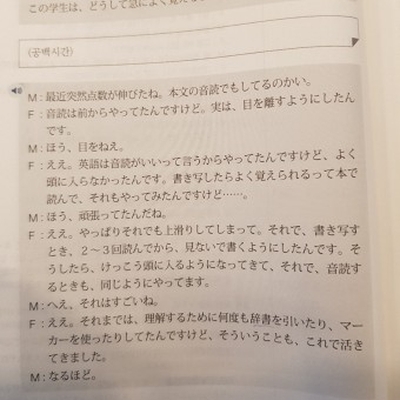 この学生は、どうして急によく覚え
(공백시간)
M：最近突然点数が伸びたね。本文の音読でもしてるのかい。
F：音読は前からやってたんですけど。実は、目を離すようにしたん
です。
M：ほう、目をねえ。
F：ええ。英語は音読がいいって言うからやってたんですけど、よく
頭に入らなかったんです。書き写したらよく覚えられるって本で
読んで、それもやってみたんですけど……。
M：ほう、頑張ってたんだね。
F：ええ。やっぱりそれでも上滑りしてしまって。それで、書き写す
とき、2～3回読んでから、見ないで書くようにしたんです。そ
うしたら、けっこう頭に入るようになってきて、それで、音読す
るときも、同じようにやってます。
M：へえ、それはすごいね。
F：ええ。それまでは、理解するために何度も辞書を引いたり、マー
カーを使ったりしてたんですけど、そういうことも、これで活き
てきました。
M：なるほど。